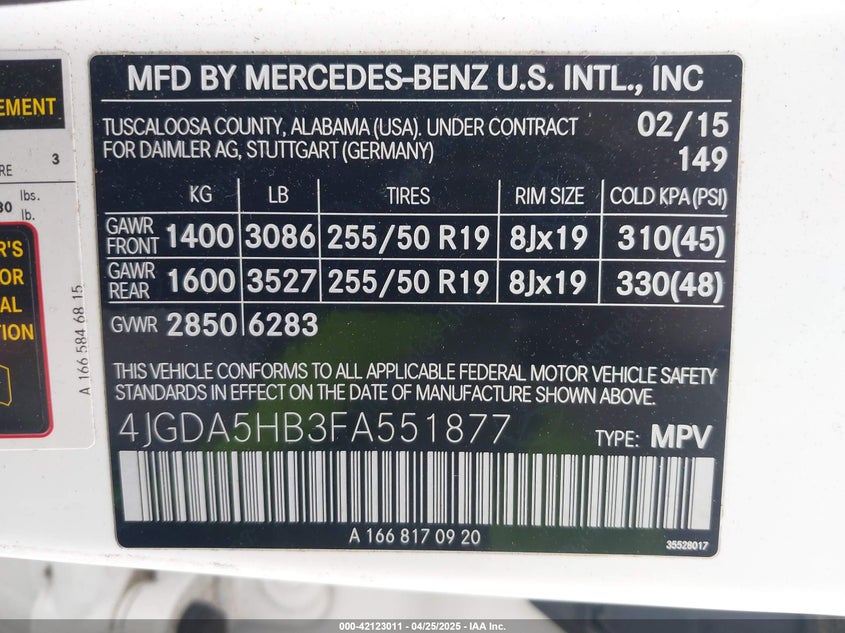 EMENT
RE 3
30 lbs.
lb.
R'S
OR
AL
TION
A 166 584 68 15
MFD BY MERCEDES-BENZ U.S. INTL., INC
TUSCALOOSA COUNTY, ALABAMA (USA). UNDER CONTRACT 02/15
FOR DAIMLER AG, STUTTGART (GERMANY) 149
KG LB TIRES RIM SIZE COLD KPA (PSI)
GAWR FRONT 1400 3086 255/50 R19 8Jx19 310(45)
GAWR REAR 1600 3527 255/50 R19 8Jx19 330(48)
GVWR 2850 6283
THIS VEHICLE CONFORMS TO ALL APPLICABLE FEDERAL MOTOR VEHICLE SAFETY
STANDARDS IN EFFECT ON THE DATE OF MANUFACTURE SHOWN ABOVE.
4JGDA5HB3FA551877 TYPE: MPV
A 166 817 09 20
35528017
000-42123011 - 04/25/2025 - IAA Inc.